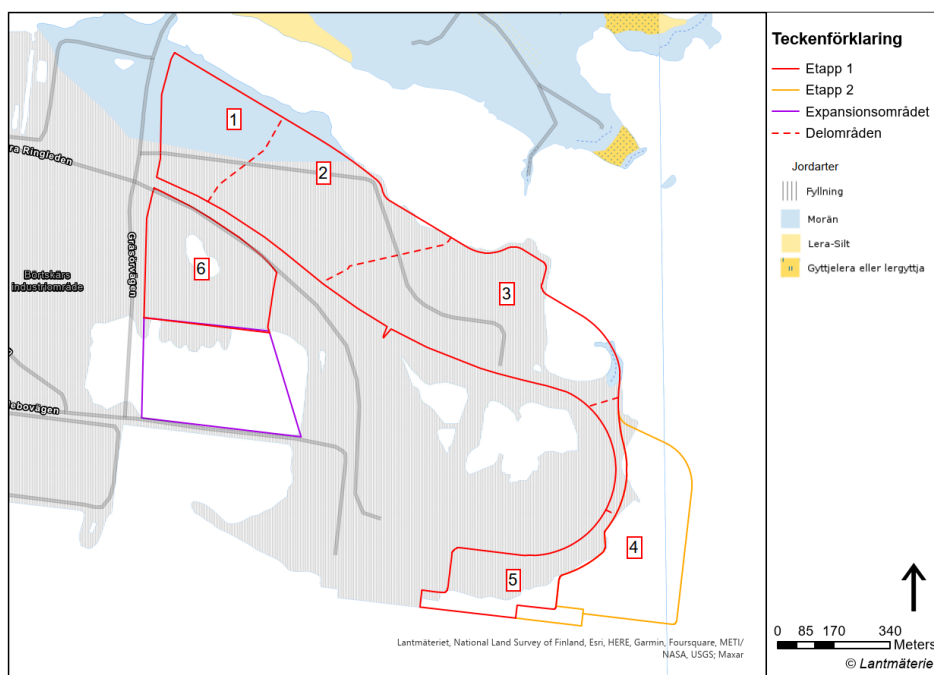 1
2
ra Ringleden
Gräsörvägen
6
Börtskärs
industriområde
3
lebovägen
4
5
Lantmäteriet, National Land Survey of Finland, Esri, HERE, Garmin, Foursquare, METI/
NASA, USGS; Maxar
Teckenförklaring
Etapp 1
Etapp 2
Expansionsområdet
Delområden
Jordarter
Fyllning
Morän
Lera-Silt
Gyttjelera eller lergyttja
0 85 170 340
Meters
© Lantmäterie